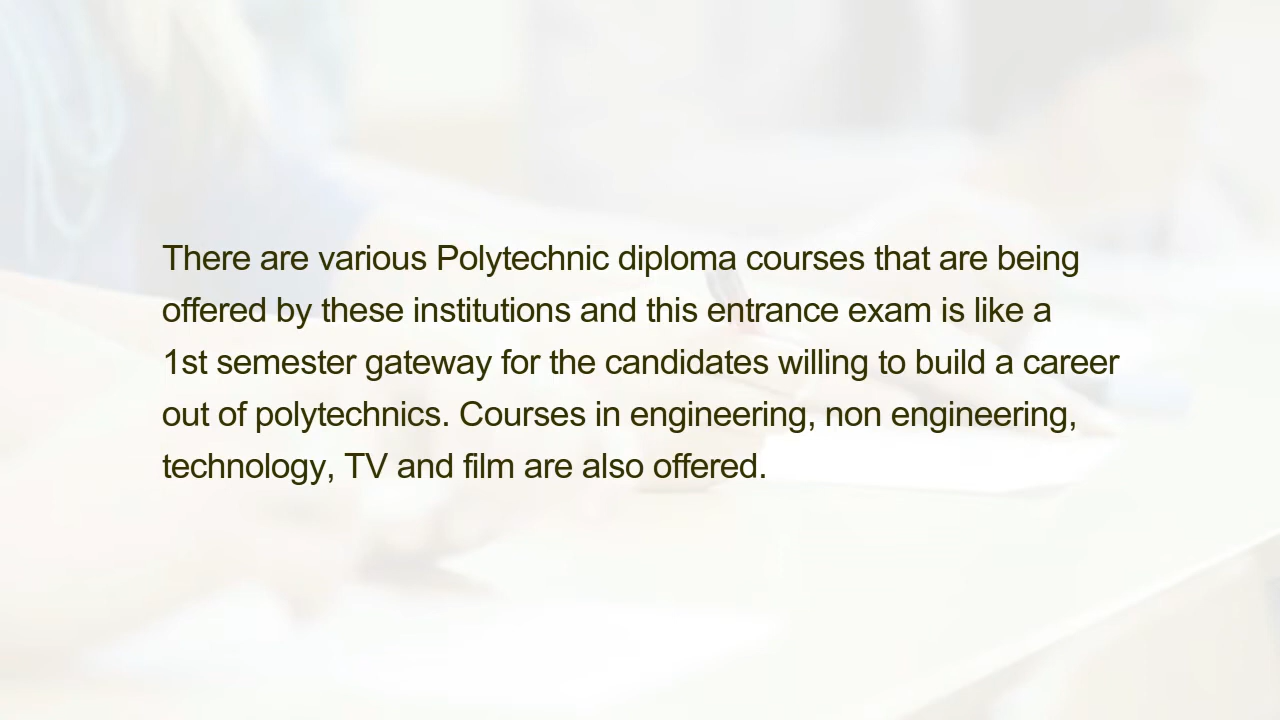 There are various Polytechnic diploma courses that are being
offered by these institutions and this entrance exam is like a
1st semester gateway for the candidates willing to build a career
out of polytechnics. Courses in engineering, non engineering,
technology, TV and film are also offered.